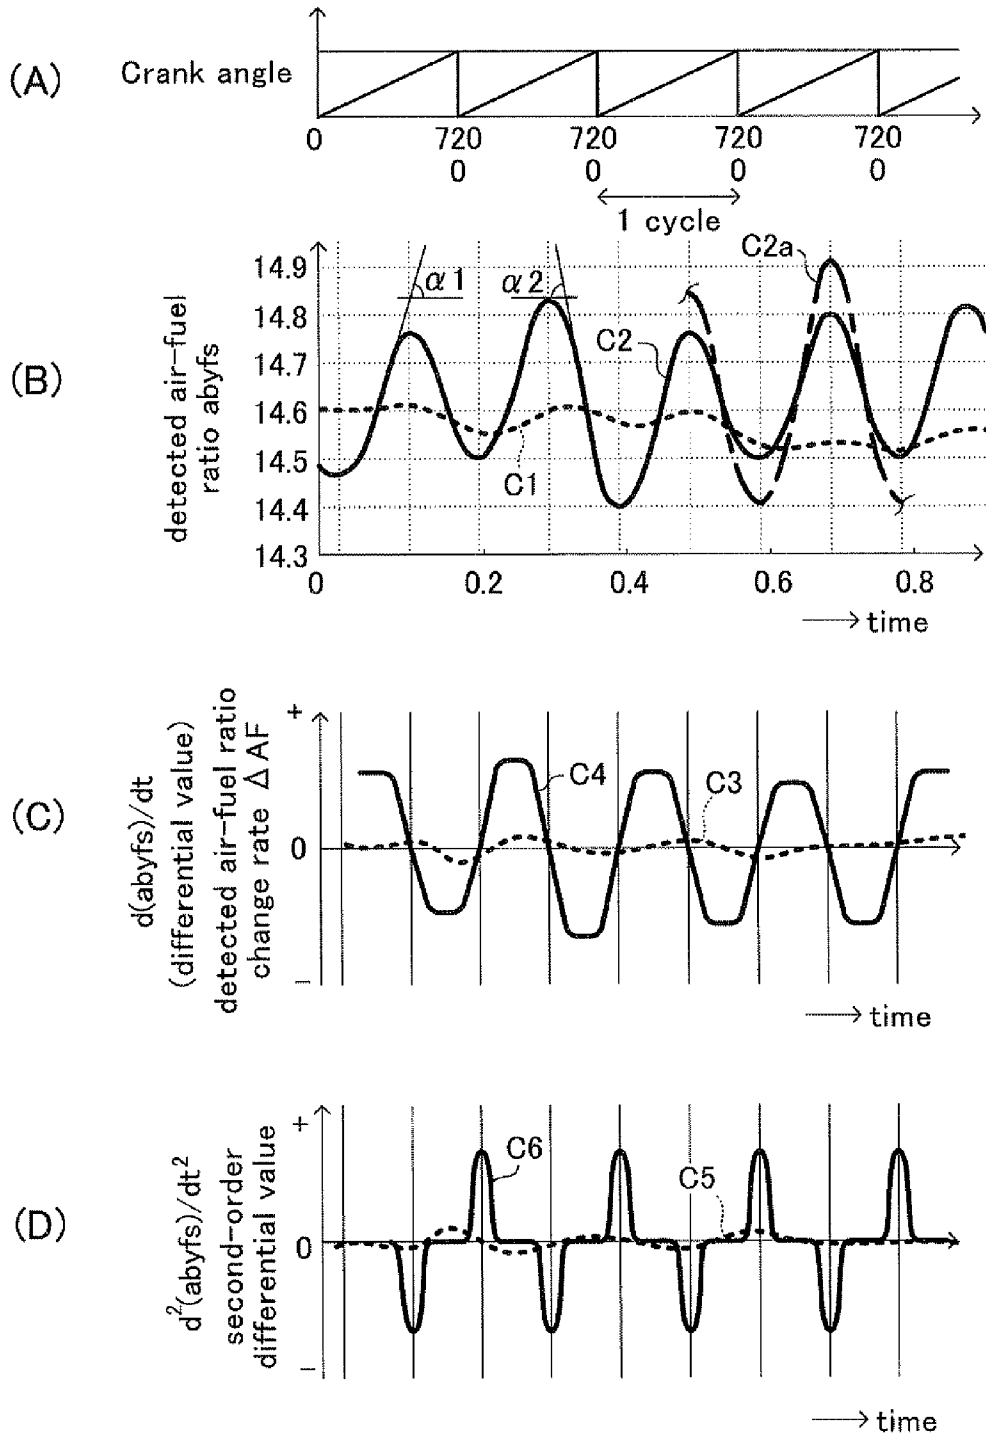 (A)
Crank angle
0 720 720 720 720
0 0 0 0
1 cycle
(B)
detected air-fuel
ratio abyfs
14.9
14.8
14.7
14.6
14.5
14.4
14.3
α1
α2
C2
C2a
C1
0 0.2 0.4 0.6 0.8
time
(C)
d(abyfs)/dt
(differential value)
detected air-fuel ratio
change rate ΔAF
+
0
−
C4
C3
time
(D)
d²(abyfs)/dt²
second-order
differential value
+
0
−
C6
C5
time